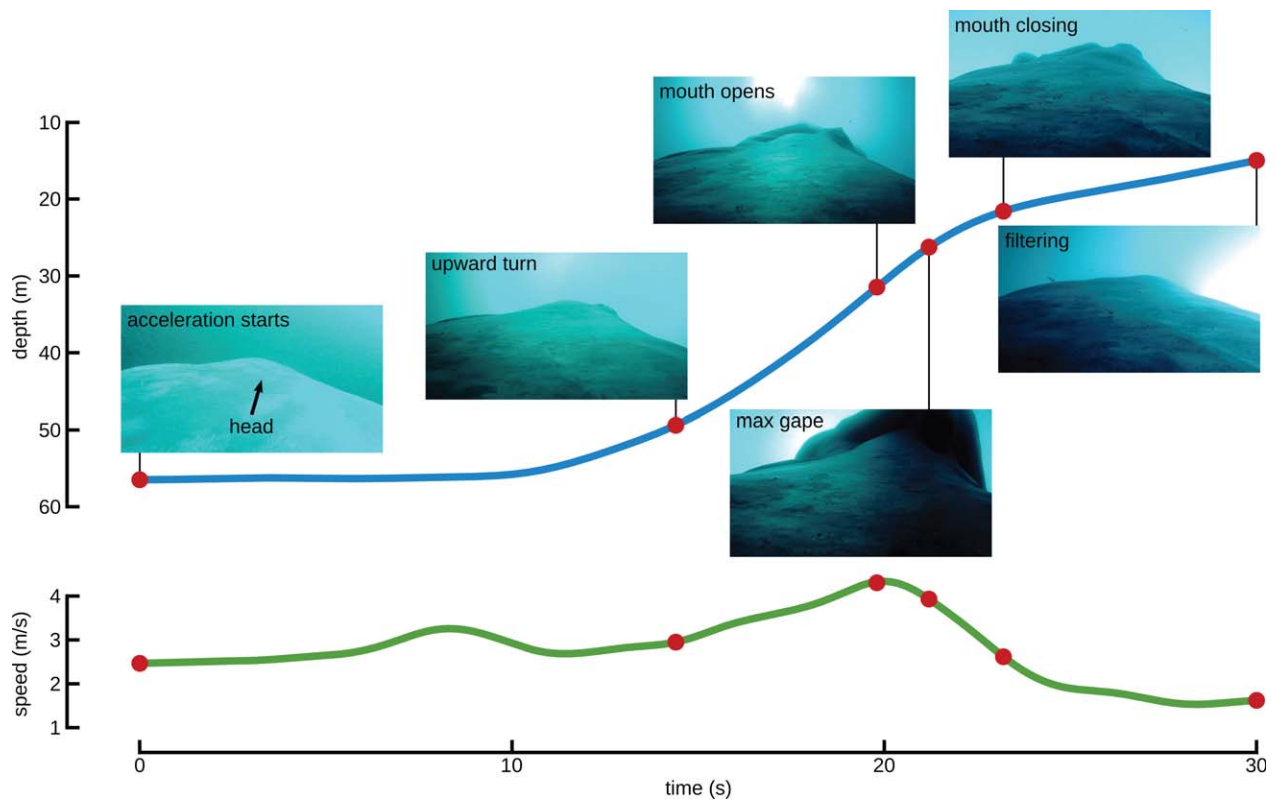 mouth closing
mouth opens
10
20
30
40
50
60
depth (m)
upward turn
filtering
acceleration starts
head
max gape
4
3
2
1
speed (m/s)
0
10
20
30
time (s)